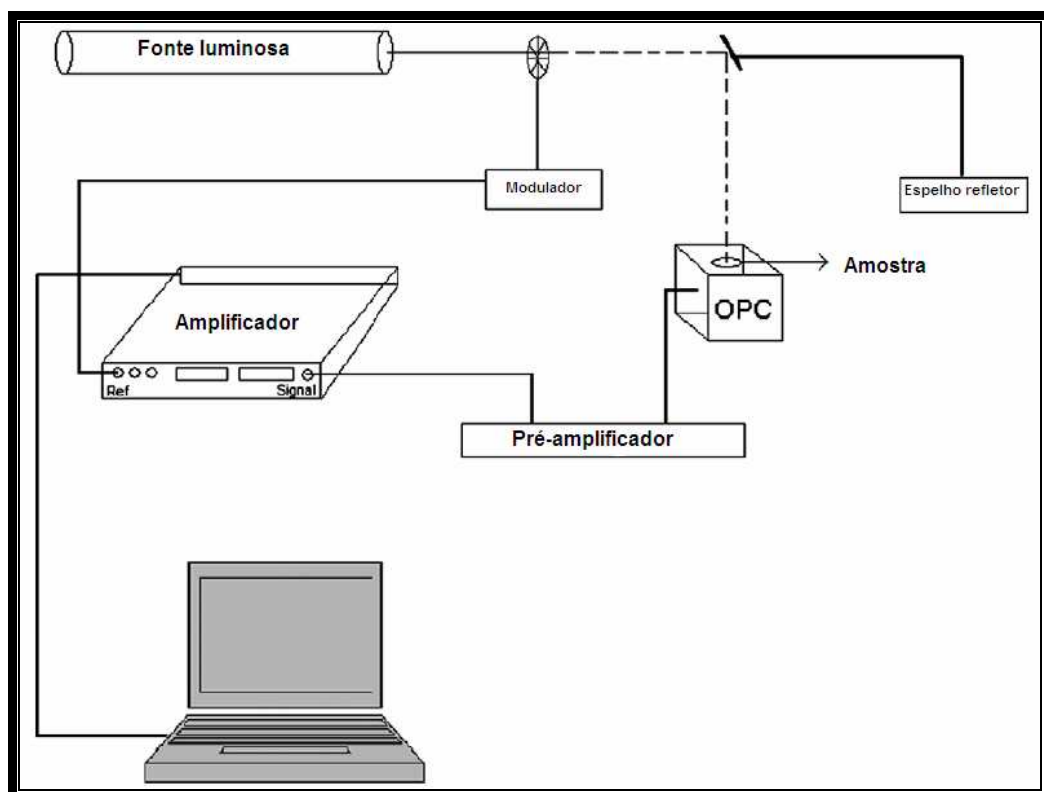 Fonte luminosa
Modulador
Espelho refletor
Amostra
OPC
Amplificador
Ref
Signal
Pré-amplificador